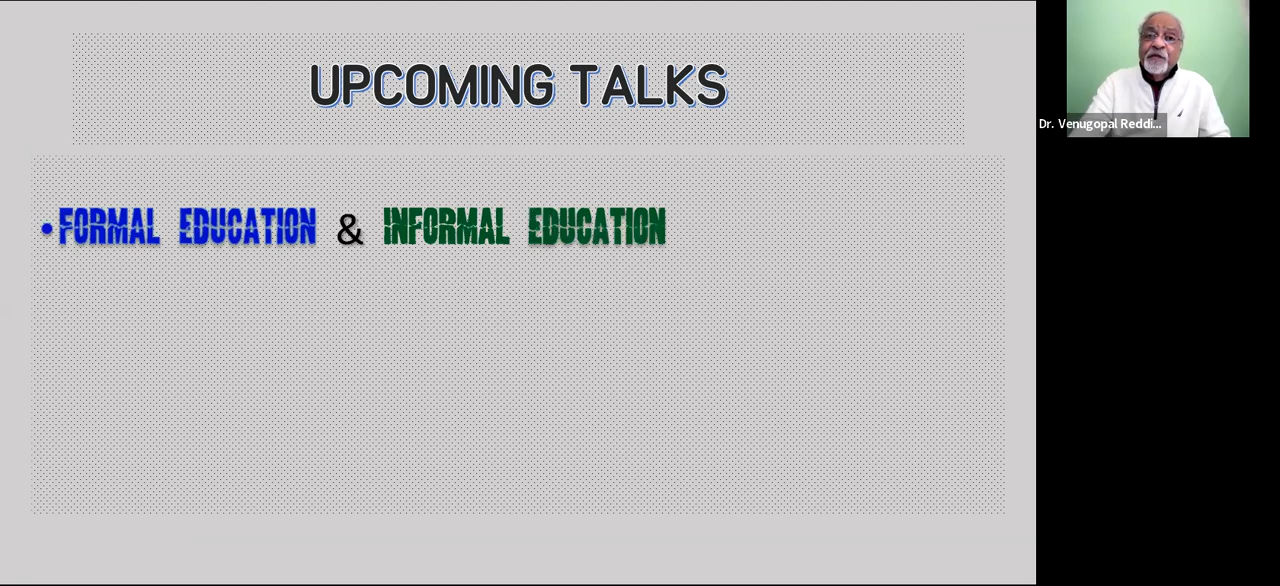 UPCOMING TALKS
• FORMAL EDUCATION & INFORMAL EDUCATION
Dr. Venugopal Reddi...